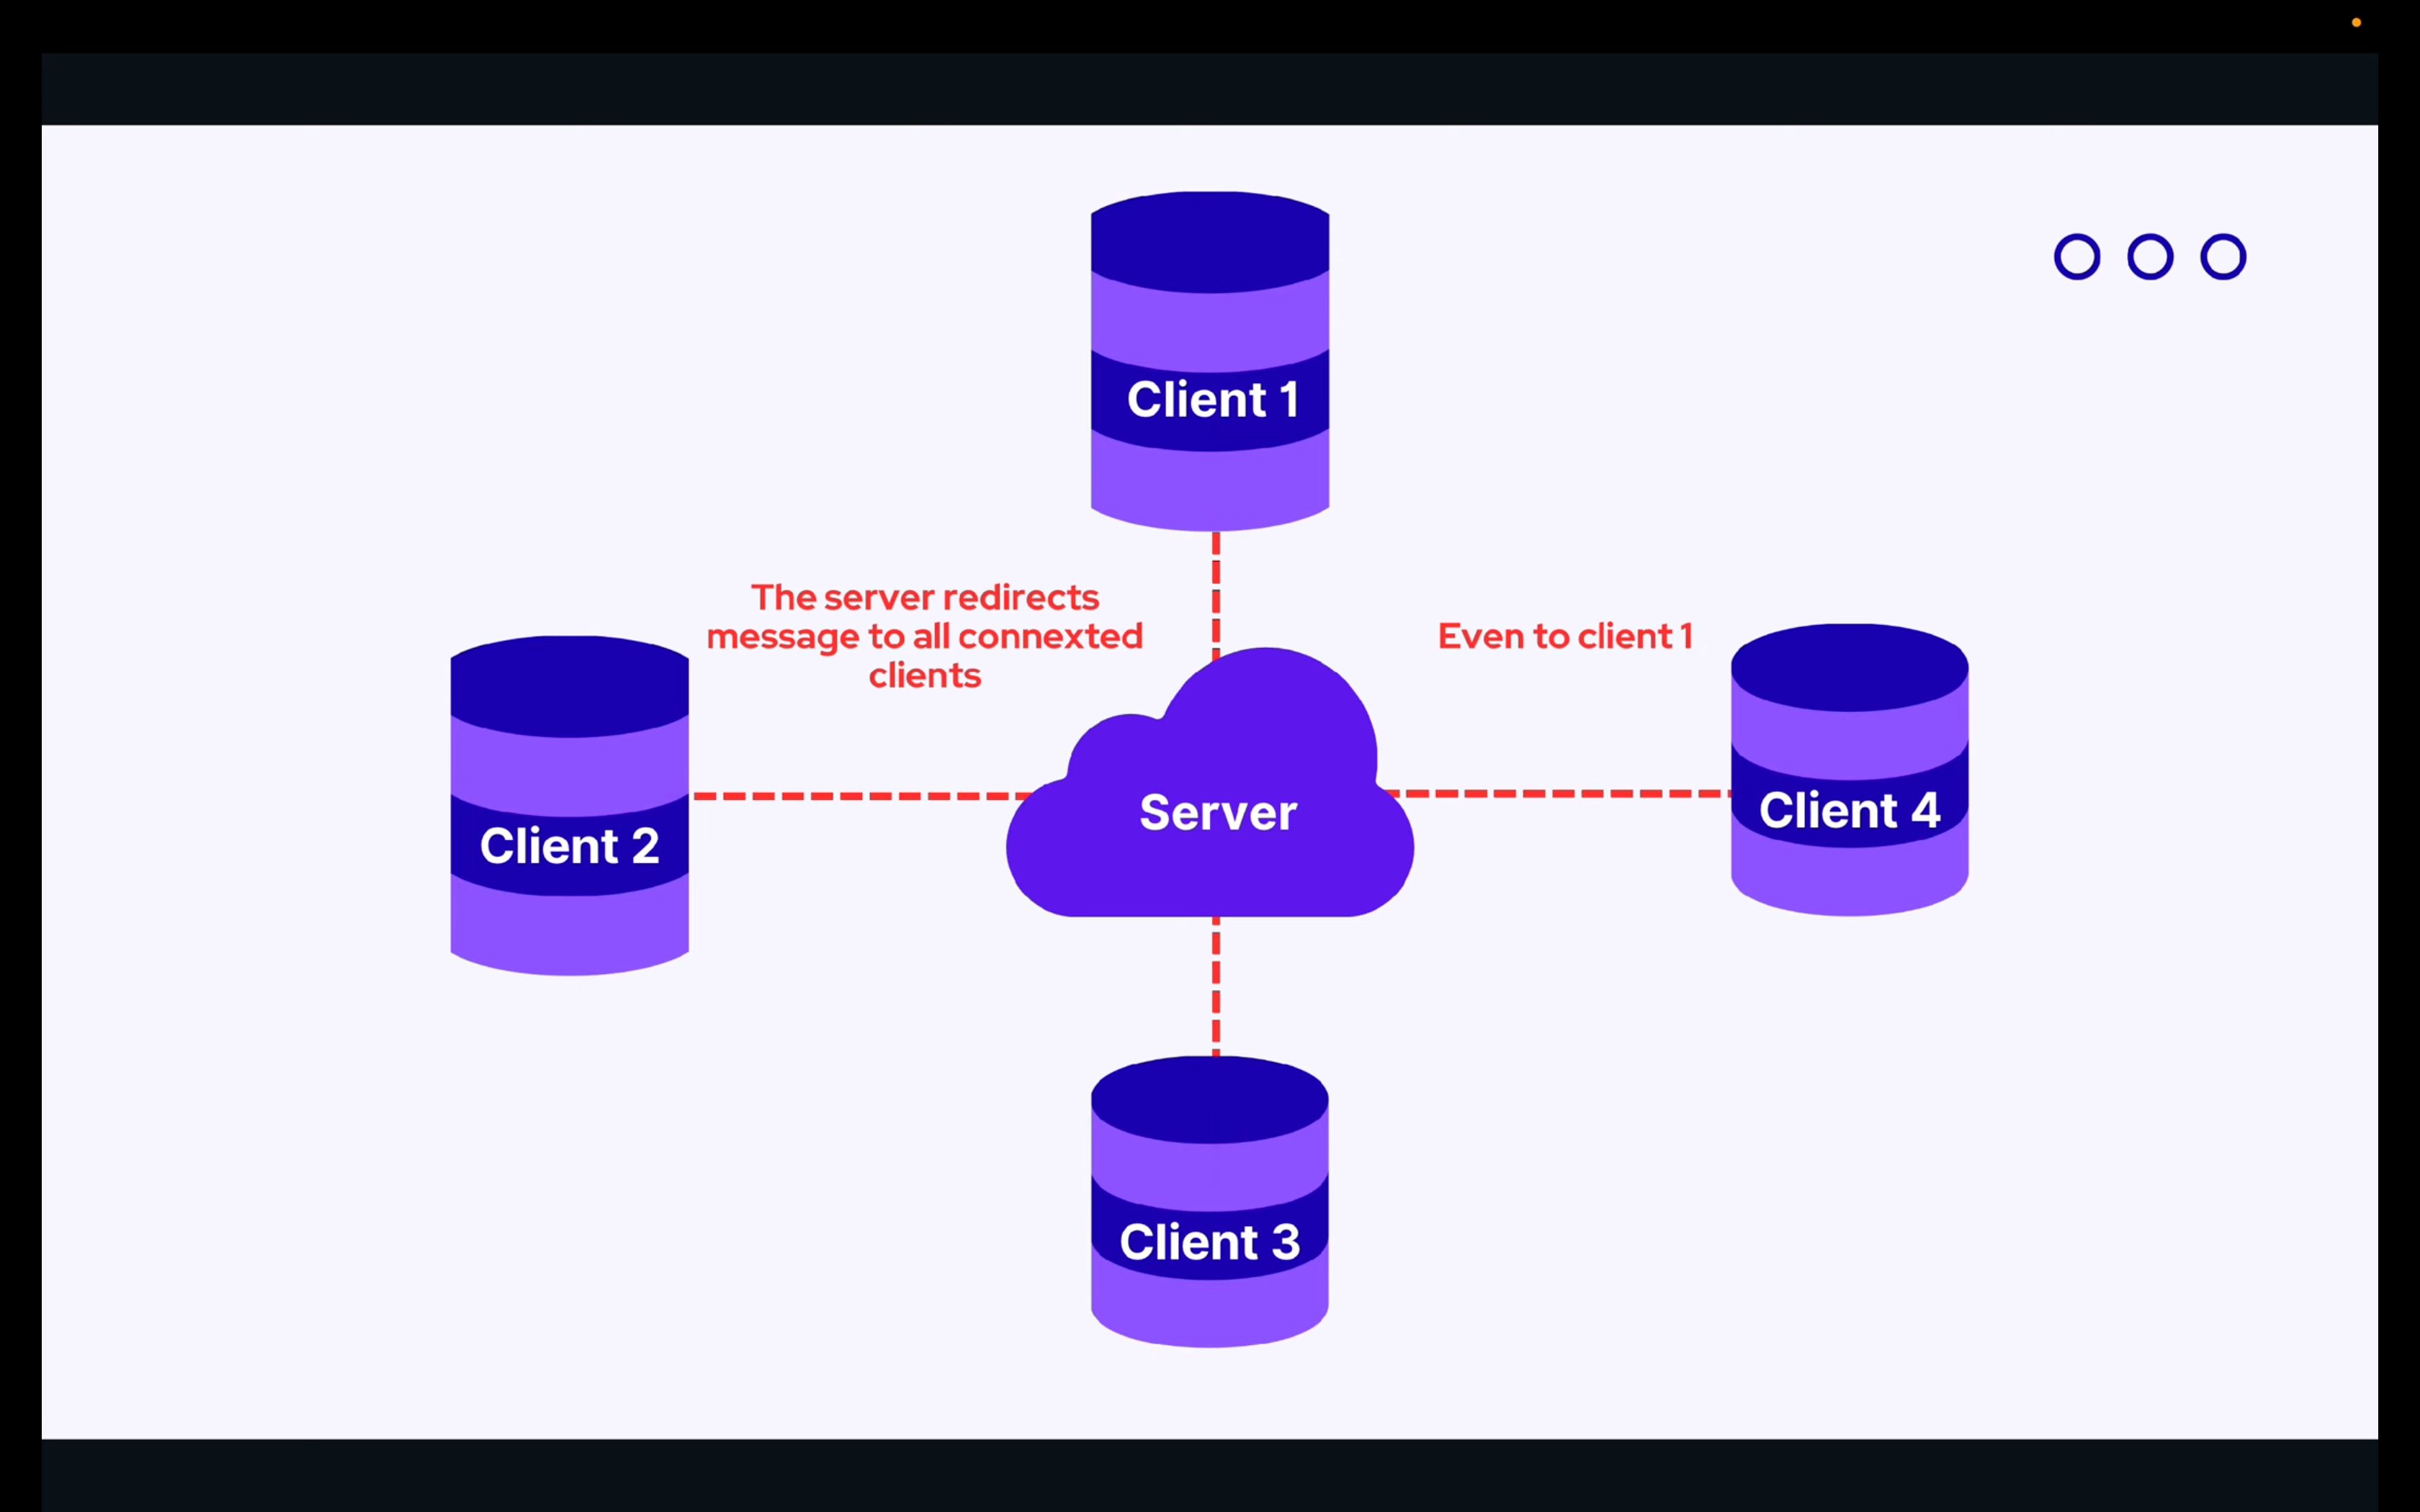 Client 1
The server redirects
message to all connexted
clients
Even to client 1
Client 2
Server
Client 4
Client 3